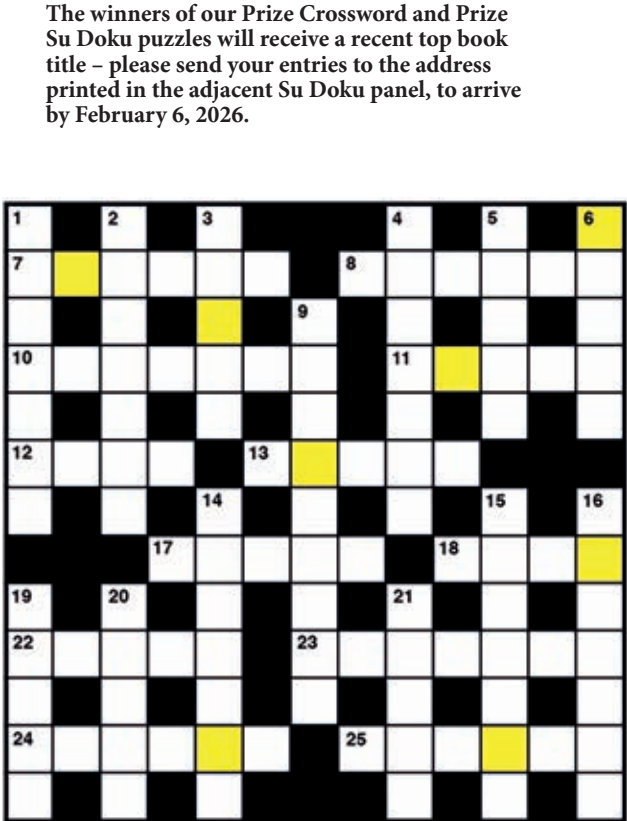 The winners of our Prize Crossword and Prize
Su Doku puzzles will receive a recent top book
title – please send your entries to the address
printed in the adjacent Su Doku panel, to arrive
by February 6, 2026.
1 2 3 4 5 6
7 8
9
10 11
12 13
14 15 16
17 18
19 20 21
22 23
24 25